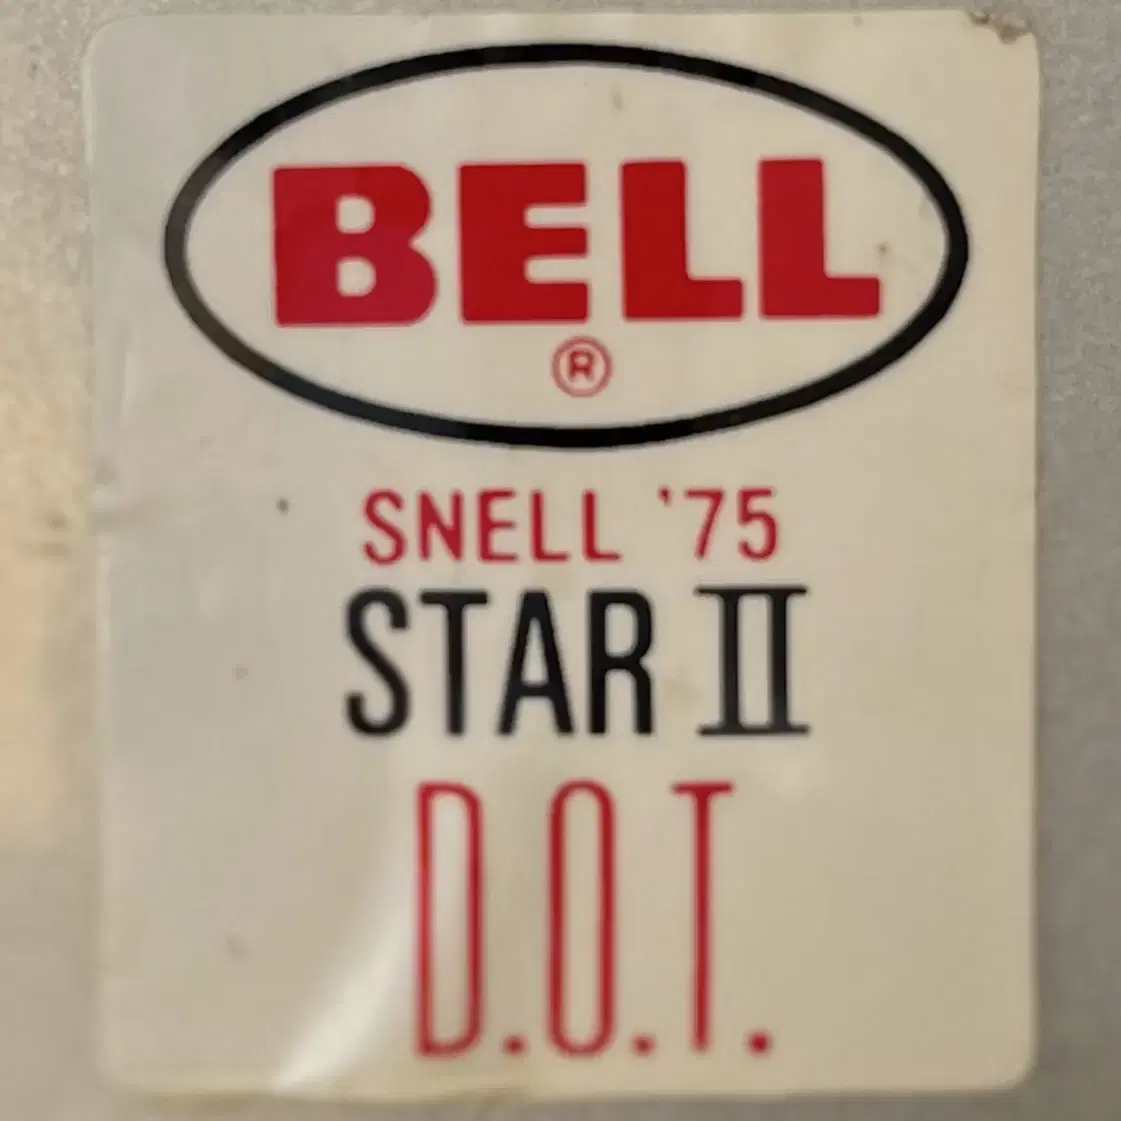 BELL
®
SNELL '75
STAR II
D.O.T.